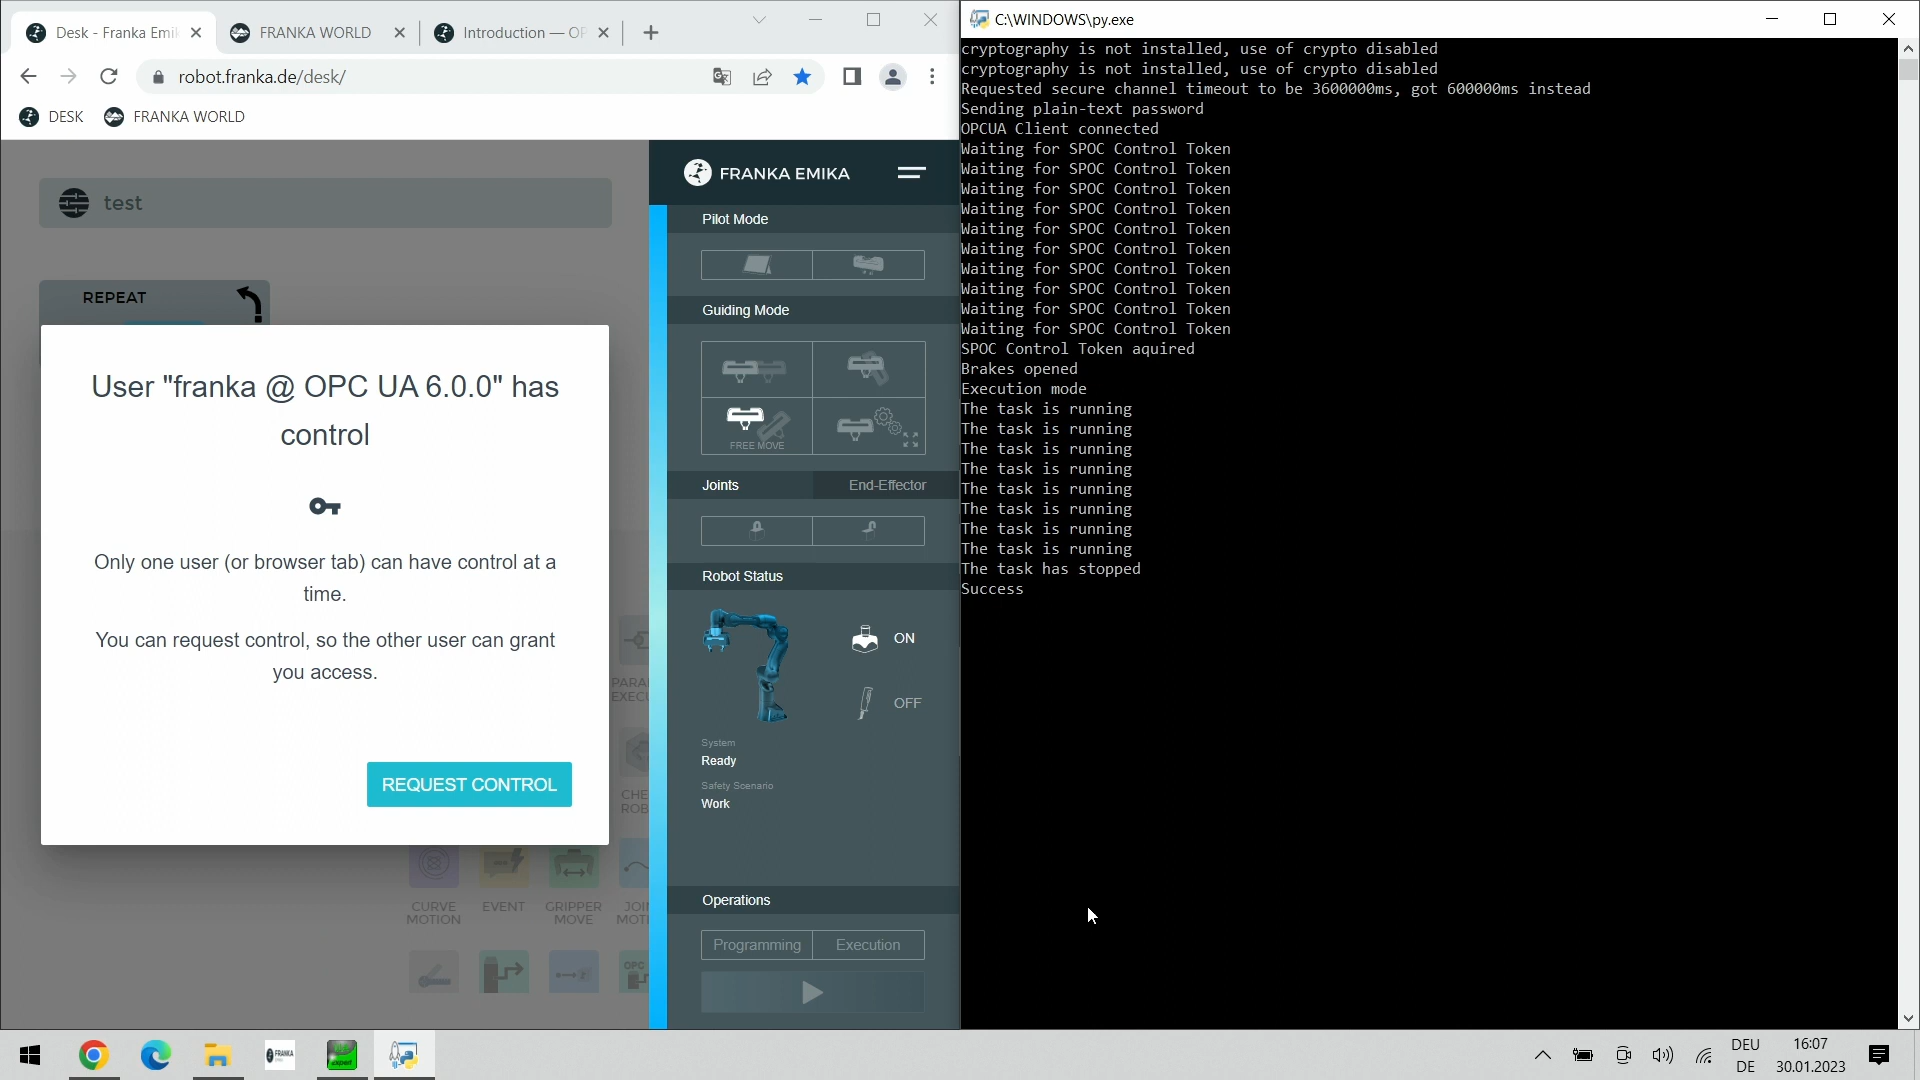 Desk - Franka Emi
FRANKA WORLD
Introduction — OP
robot.franka.de/desk/
DESK
FRANKA WORLD
test
REPEAT
User "franka @ OPC UA 6.0.0" has
control
Only one user (or browser tab) can have control at a
time.
You can request control, so the other user can grant
you access.
REQUEST CONTROL
PARA
EXECU
CHE
ROB
CURVE
MOTION
EVENT
GRIPPER
MOVE
JOI
MOT
OPC
FRANKA EMIKA
Pilot Mode
Guiding Mode
FREE MOVE
Joints
End-Effector
Robot Status
ON
OFF
System
Ready
Safety Scenario
Work
Operations
Programming
Execution
C:\WINDOWS\py.exe
cryptography is not installed, use of crypto disabled
cryptography is not installed, use of crypto disabled
Requested secure channel timeout to be 3600000ms, got 600000ms instead
Sending plain-text password
OPCUA Client connected
Waiting for SPOC Control Token
Waiting for SPOC Control Token
Waiting for SPOC Control Token
Waiting for SPOC Control Token
Waiting for SPOC Control Token
Waiting for SPOC Control Token
Waiting for SPOC Control Token
Waiting for SPOC Control Token
Waiting for SPOC Control Token
Waiting for SPOC Control Token
SPOC Control Token aquired
Brakes opened
Execution mode
The task is running
The task is running
The task is running
The task is running
The task is running
The task is running
The task is running
The task is running
The task has stopped
Success
FRANKA
DEU
DE
16:07
30.01.2023